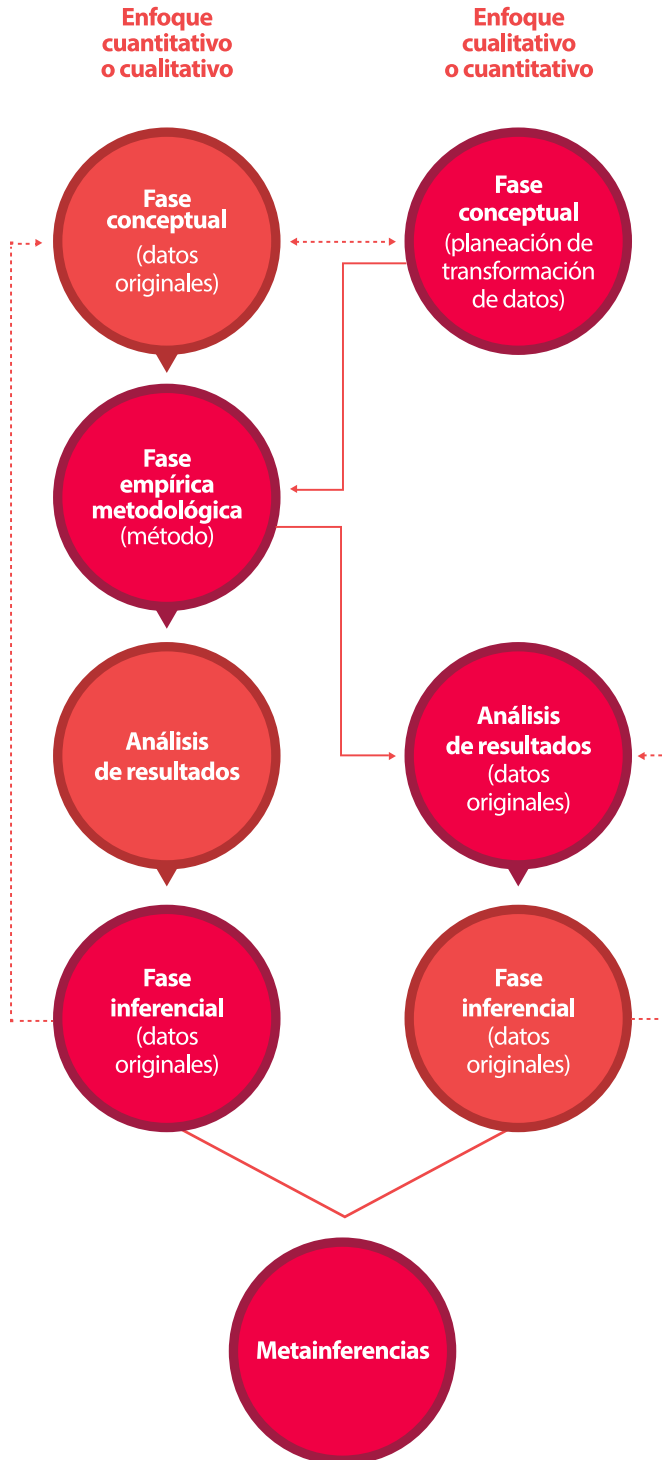 Enfoque
cuantitativo
o cualitativo
Enfoque
cualitativo
o cuantitativo
Fase
conceptual
(datos
originales)
Fase
conceptual
(planeación de
transformación
de datos)
Fase
empírica
metodológica
(método)
Análisis
de resultados
Análisis
de resultados
(datos
originales)
Fase
inferencial
(datos
originales)
Fase
inferencial
(datos
originales)
Metainferencias